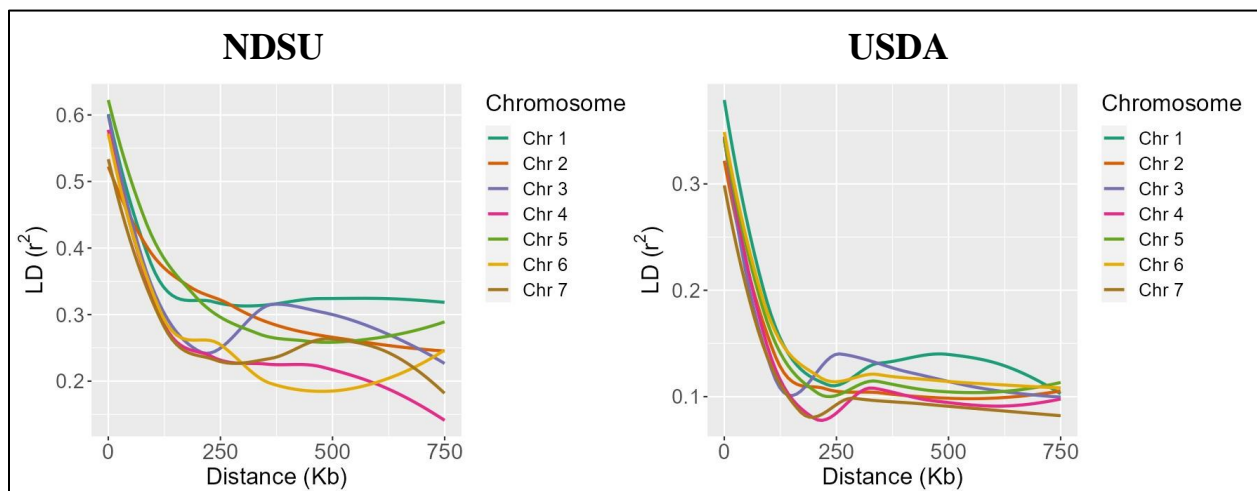 NDSU
LD (r²)
0.6
0.5
0.4
0.3
0.2
0
250
500
750
Distance (Kb)
Chromosome
Chr 1
Chr 2
Chr 3
Chr 4
Chr 5
Chr 6
Chr 7
USDA
LD (r²)
0.3
0.2
0.1
0
250
500
750
Distance (Kb)
Chromosome
Chr 1
Chr 2
Chr 3
Chr 4
Chr 5
Chr 6
Chr 7